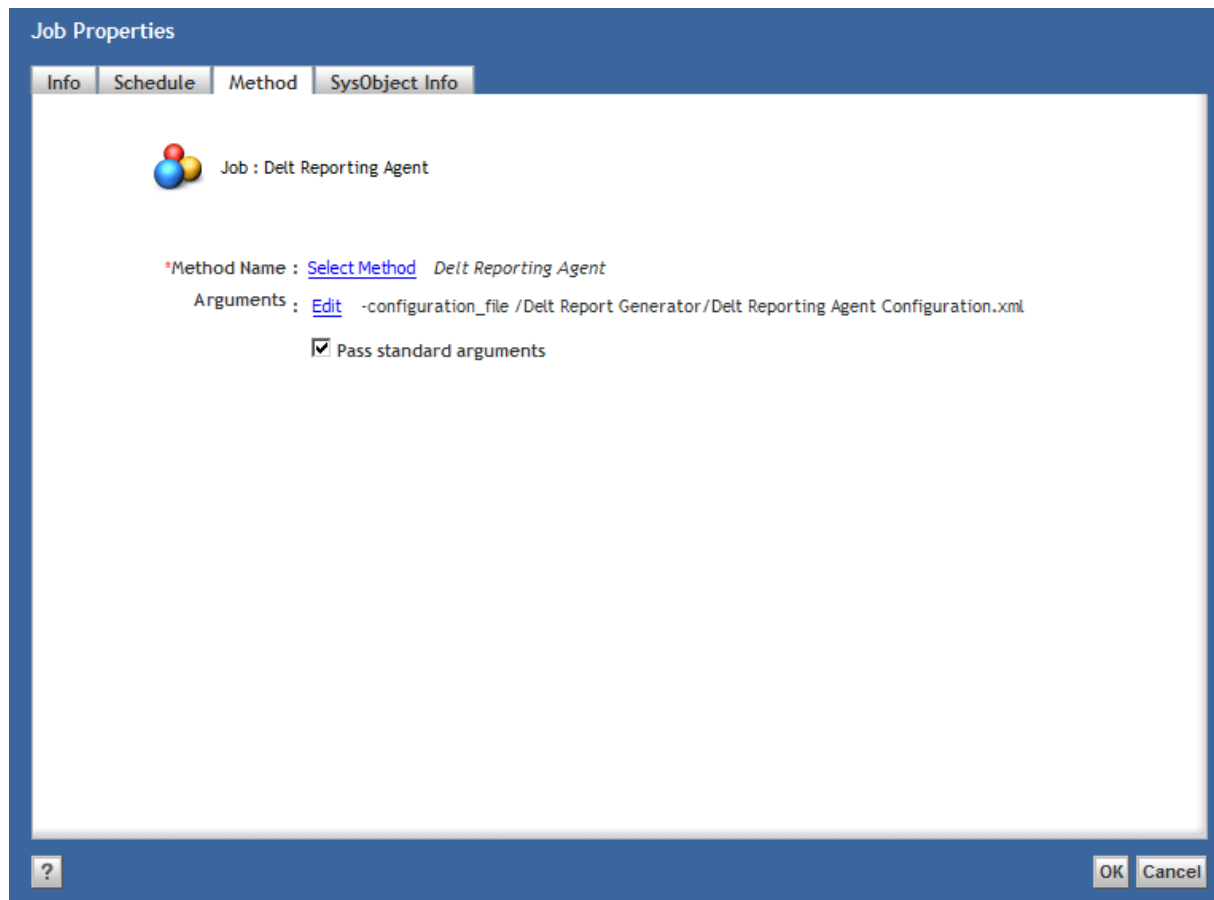 Job Properties
Info Schedule Method SysObject Info
Job : Delt Reporting Agent
*Method Name : Select Method Delt Reporting Agent
Arguments : Edit -configuration_file /Delt Report Generator/Delt Reporting Agent Configuration.xml
Pass standard arguments
? OK Cancel